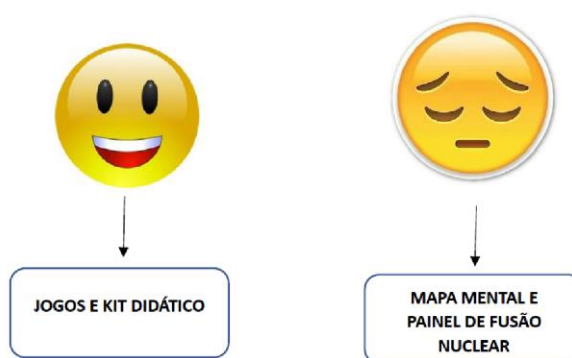 JOGOS E KIT DIDÁTICO
MAPA MENTAL E
PAINEL DE FUSÃO
NUCLEAR